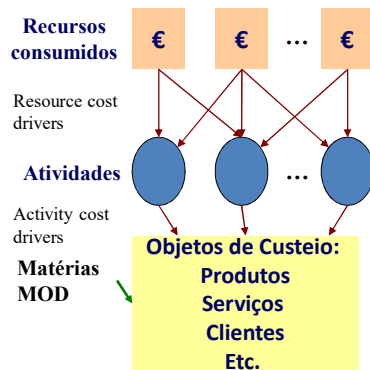 Recursos
consumidos
€ € ... €
Resource cost
drivers
Atividades
...
Activity cost
drivers
Matérias
MOD
Objetos de Custeio:
Produtos
Serviços
Clientes
Etc.